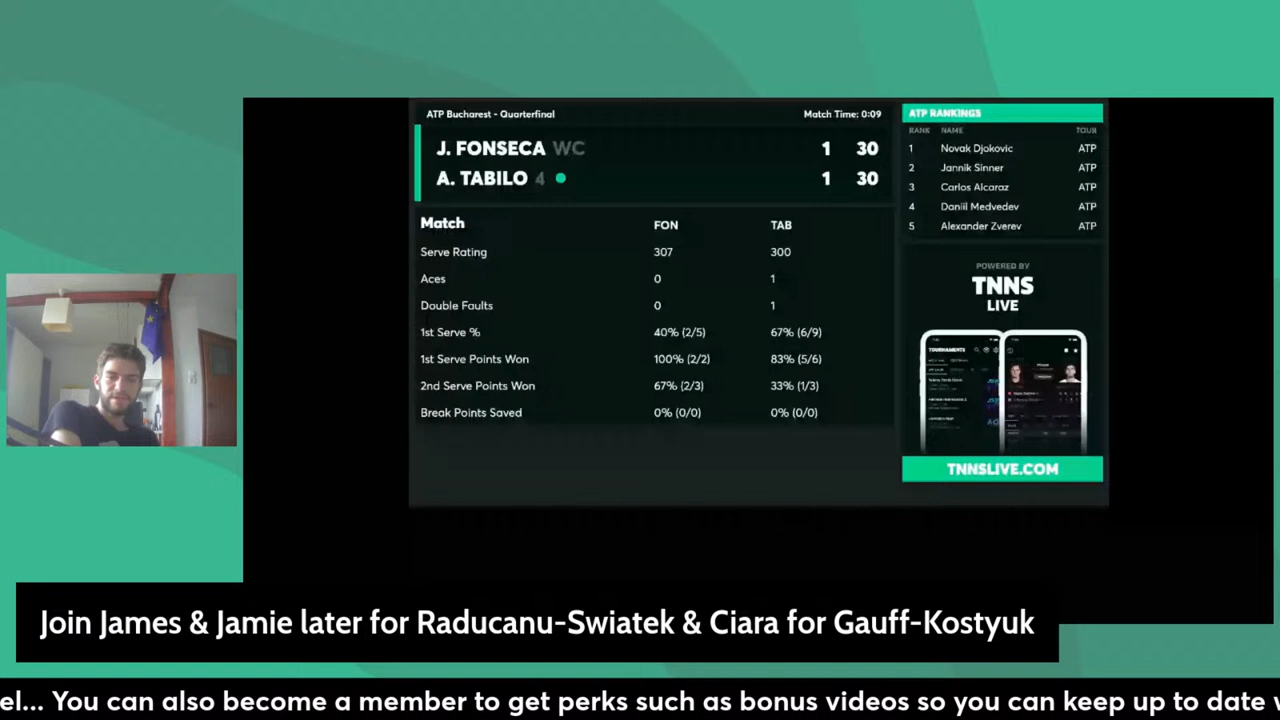 ATP Bucharest - Quarterfinal Match Time: 0:09
J. FONSECA WC 1 30
A. TABILO 4 1 30
Match FON TAB
Serve Rating 307 300
Aces 0 1
Double Faults 0 1
1st Serve % 40% (2/5) 67% (6/9)
1st Serve Points Won 100% (2/2) 83% (5/6)
2nd Serve Points Won 67% (2/3) 33% (1/3)
Break Points Saved 0% (0/0) 0% (0/0)
ATP RANKINGS
RANK NAME TOUR
1 Novak Djokovic ATP
2 Jannik Sinner ATP
3 Carlos Alcaraz ATP
4 Daniil Medvedev ATP
5 Alexander Zverev ATP
POWERED BY
TNNS
LIVE
TOURNAMENTS
TNNSLIVE.COM
Join James & Jamie later for Raducanu-Swiatek & Ciara for Gauff-Kostyuk
el... You can also become a member to get perks such as bonus videos so you can keep up to date